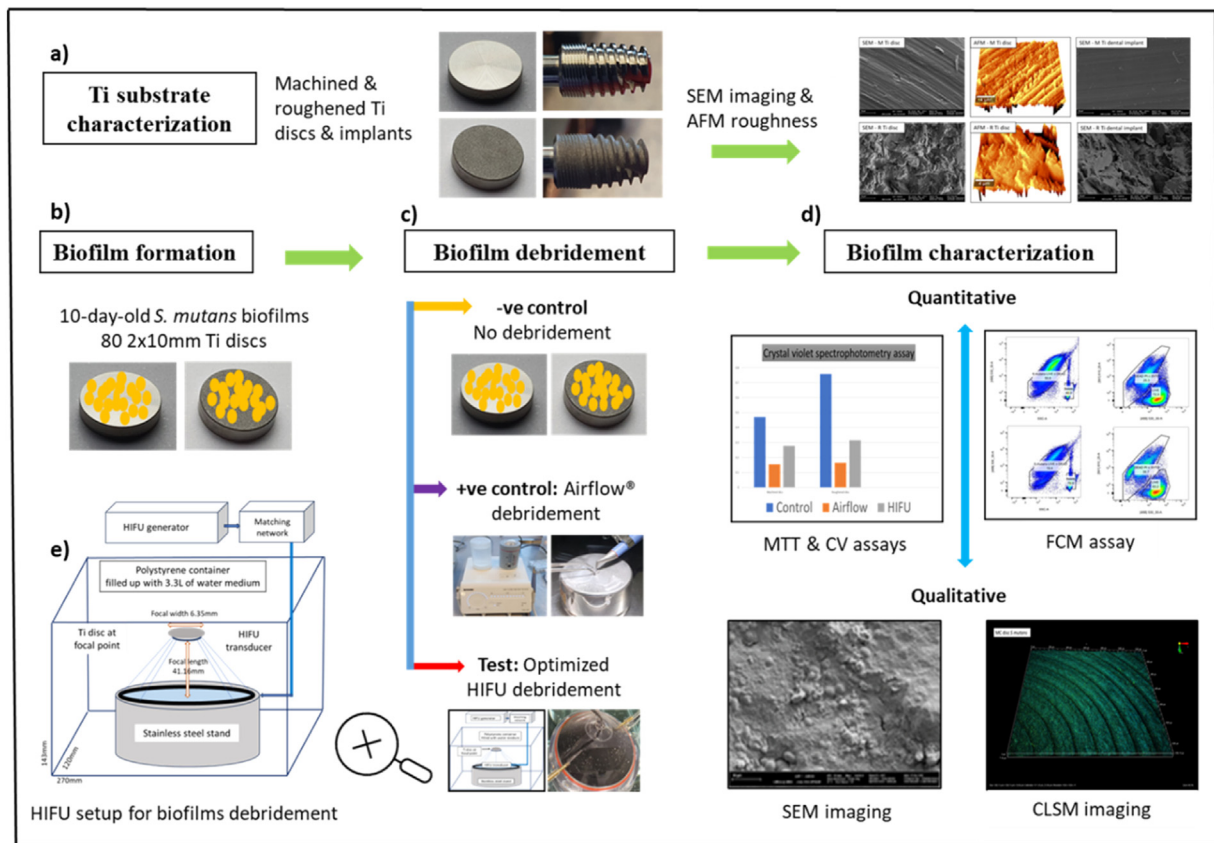 a)
Ti substrate
characterization
Machined &
roughened Ti
discs & implants
SEM imaging &
AFM roughness
SEM - M Ti disc
AFM - M Ti disc
SEM - M Ti dental implant
SEM - R Ti disc
AFM - R Ti disc
SEM - R Ti dental implant
b)
Biofilm formation
10-day-old S. mutans biofilms
80 2x10mm Ti discs
c)
Biofilm debridement
-ve control
No debridement
+ve control: Airflow®
debridement
Test: Optimized
HIFU debridement
d)
Biofilm characterization
Quantitative
Crystal violet spectrophotometry assay
Control
Airflow
HIFU
MTT & CV assays
FCM assay
Qualitative
SEM imaging
CLSM imaging
HIFU generator
Matching
network
e)
Polystyrene container
filled up with 3.3L of water medium
Focal width 6.35mm
Ti disc at
focal point
HIFU
transducer
Focal length
41.16mm
Stainless steel stand
143mm
120mm
270mm
HIFU setup for biofilms debridement